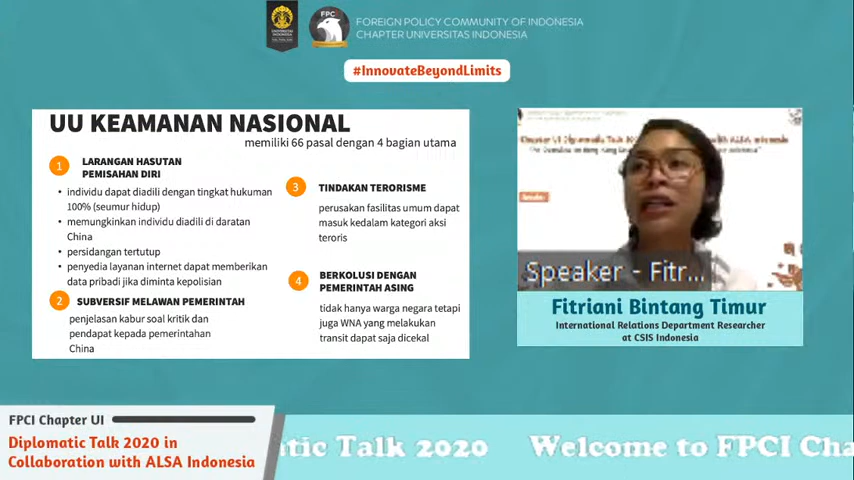 FPC
FOREIGN POLICY COMMUNITY OF INDONESIA
CHAPTER UNIVERSITAS INDONESIA
#InnovateBeyondLimits
UU KEAMANAN NASIONAL
memiliki 66 pasal dengan 4 bagian utama
1
LARANGAN HASUTAN
PEMISAHAN DIRI
• individu dapat diadili dengan tingkat hukuman
100% (seumur hidup)
• memungkinkan individu diadili di daratan
China
• persidangan tertutup
• penyedia layanan internet dapat memberikan
data pribadi jika diminta kepolisian
2
SUBVERSIF MELAWAN PEMERINTAH
penjelasan kabur soal kritik dan
pendapat kepada pemerintahan
China
3
TINDAKAN TERORISME
perusakan fasilitas umum dapat
masuk kedalam kategori aksi
teroris
4
BERKOLUSI DENGAN
PEMERINTAH ASING
tidak hanya warga negara tetapi
juga WNA yang melakukan
transit dapat saja dicekal
Speaker - Fitr...
Fitriani Bintang Timur
International Relations Department Researcher
at CSIS Indonesia
FPCI Chapter UI
Diplomatic Talk 2020 in
Collaboration with ALSA Indonesia
tic Talk 2020 Welcome to FPCI Cha